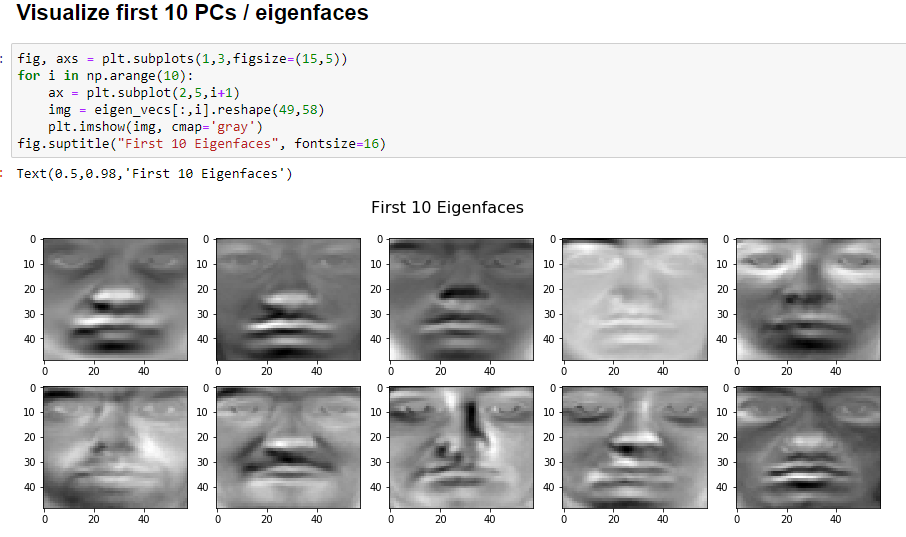 Visualize first 10 PCs / eigenfaces
: fig, axs = plt.subplots(1,3,figsize=(15,5))
for i in np.arange(10):
    ax = plt.subplot(2,5,i+1)
    img = eigen_vecs[:,i].reshape(49,58)
    plt.imshow(img, cmap='gray')
fig.suptitle("First 10 Eigenfaces", fontsize=16)
: Text(0.5,0.98,'First 10 Eigenfaces')
First 10 Eigenfaces
0 0 0 0 0
10 10 10 10 10
20 20 20 20 20
30 30 30 30 30
40 40 40 40 40
0 20 40 0 20 40 0 20 40 0 20 40 0 20 40
0 0 0 0 0
10 10 10 10 10
20 20 20 20 20
30 30 30 30 30
40 40 40 40 40
0 20 40 0 20 40 0 20 40 0 20 40 0 20 40